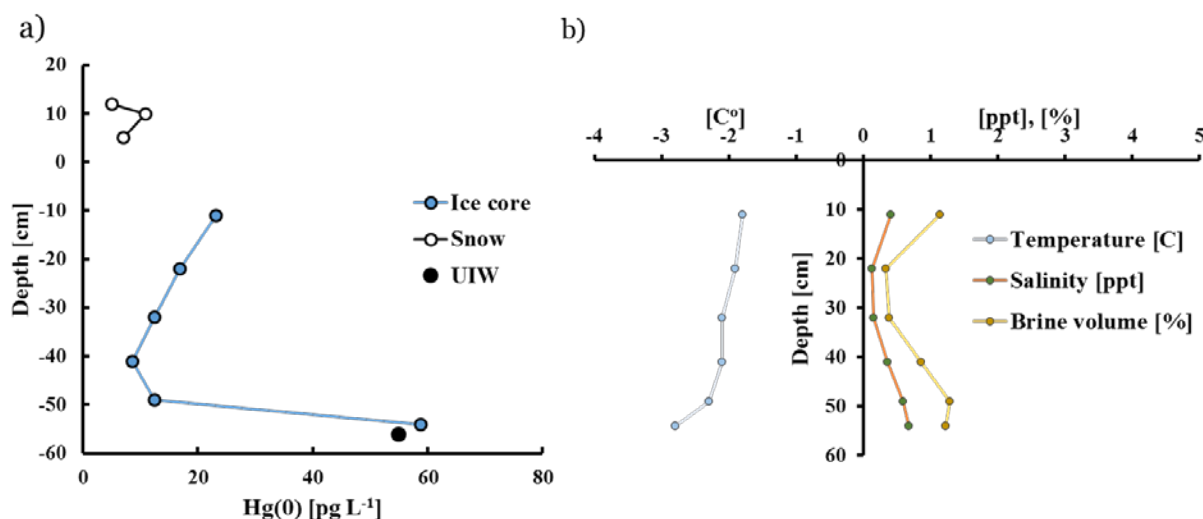 a)
20
10
0
-10
-20
-30
-40
-50
-60
Depth [cm]
0
20
40
60
80
Hg(0) [pg L-1]
Ice core
Snow
UIW
b)
[Co]
[ppt], [%]
-4
-3
-2
-1
0
1
2
3
4
5
0
10
20
30
40
50
60
Depth [cm]
Temperature [C]
Salinity [ppt]
Brine volume [%]